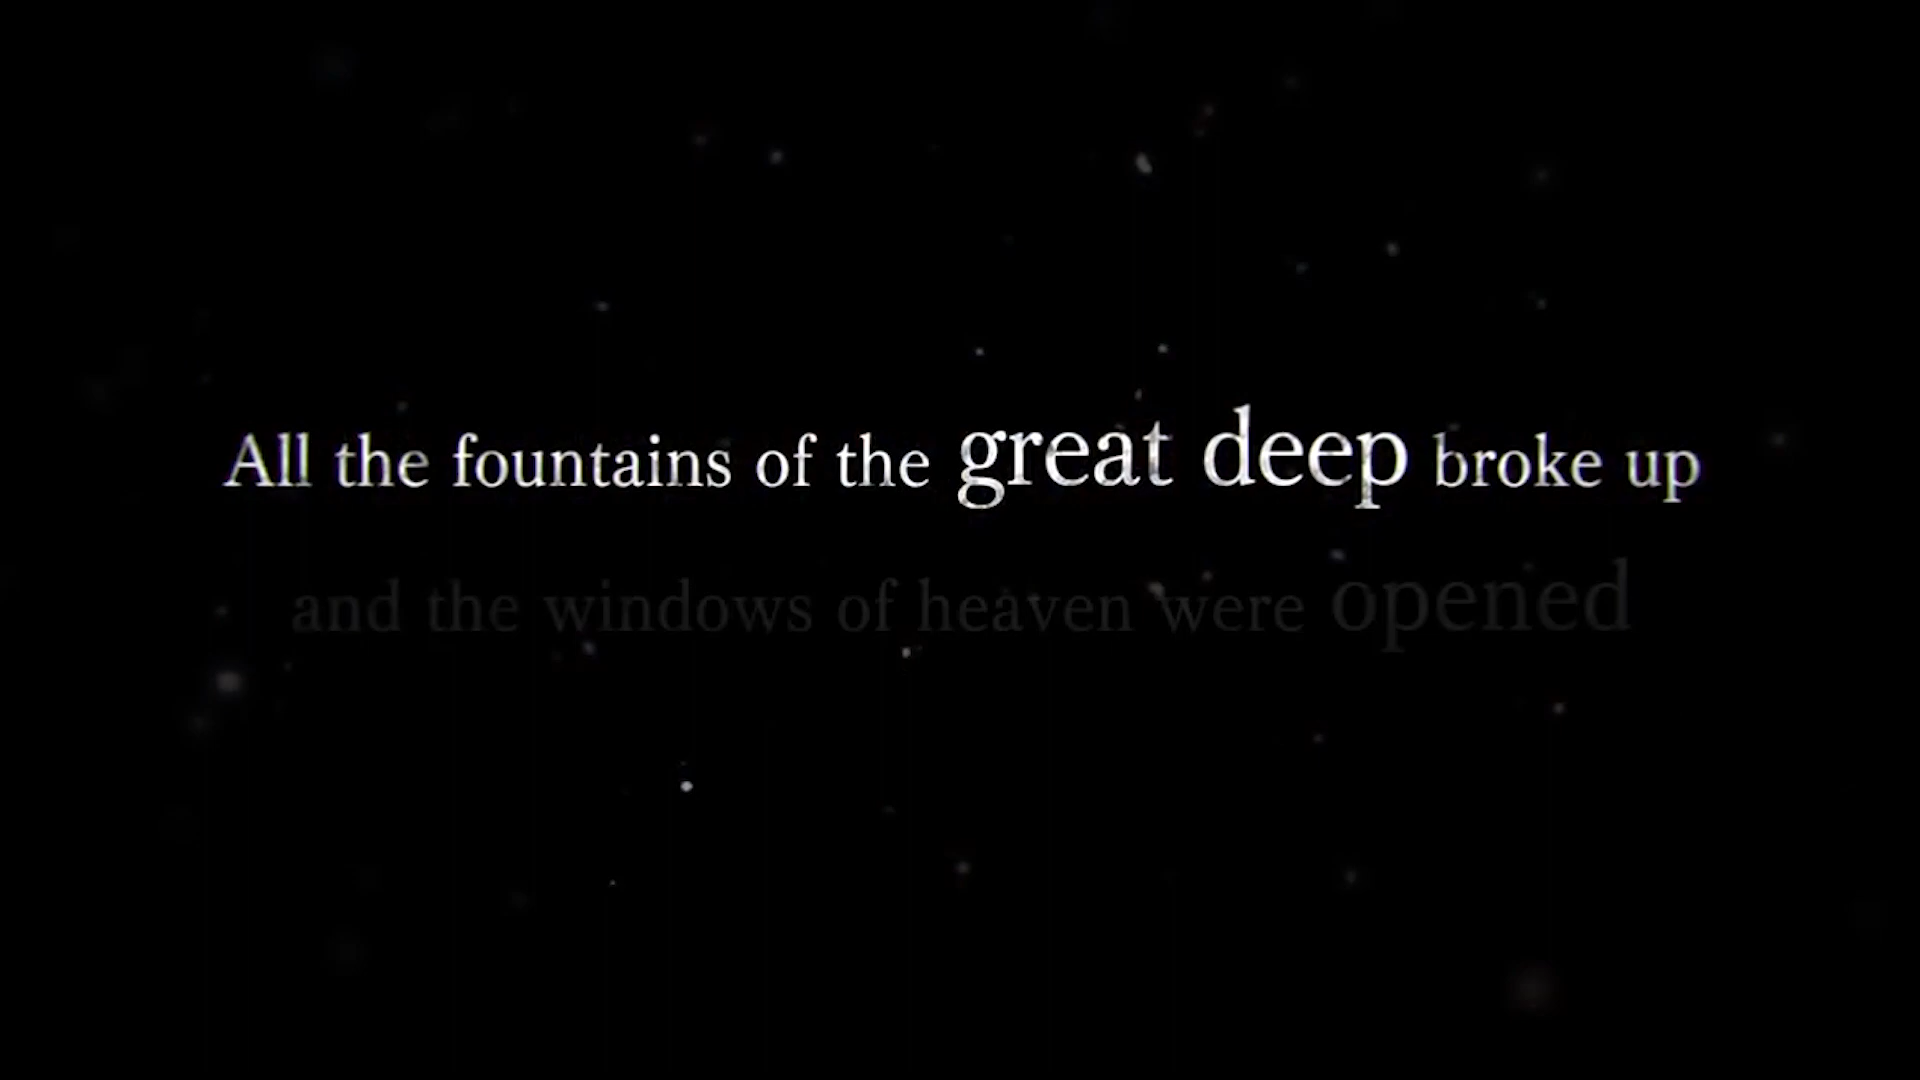 All the fountains of the great deep broke up
and the windows of heaven were opened